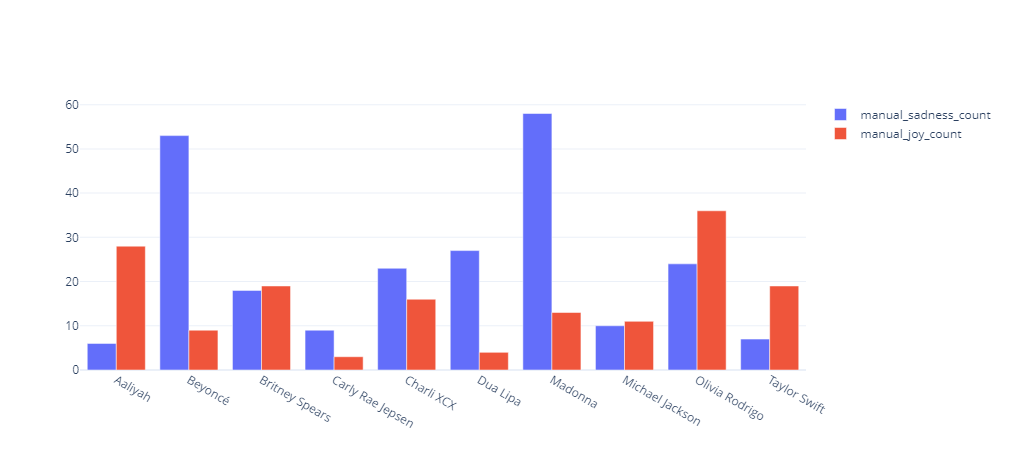 60
50
40
30
20
10
0
manual_sadness_count
manual_joy_count
Aaliyah
Beyoncé
Britney Spears
Carly Rae Jepsen
Charli XCX
Dua Lipa
Madonna
Michael Jackson
Olivia Rodrigo
Taylor Swift